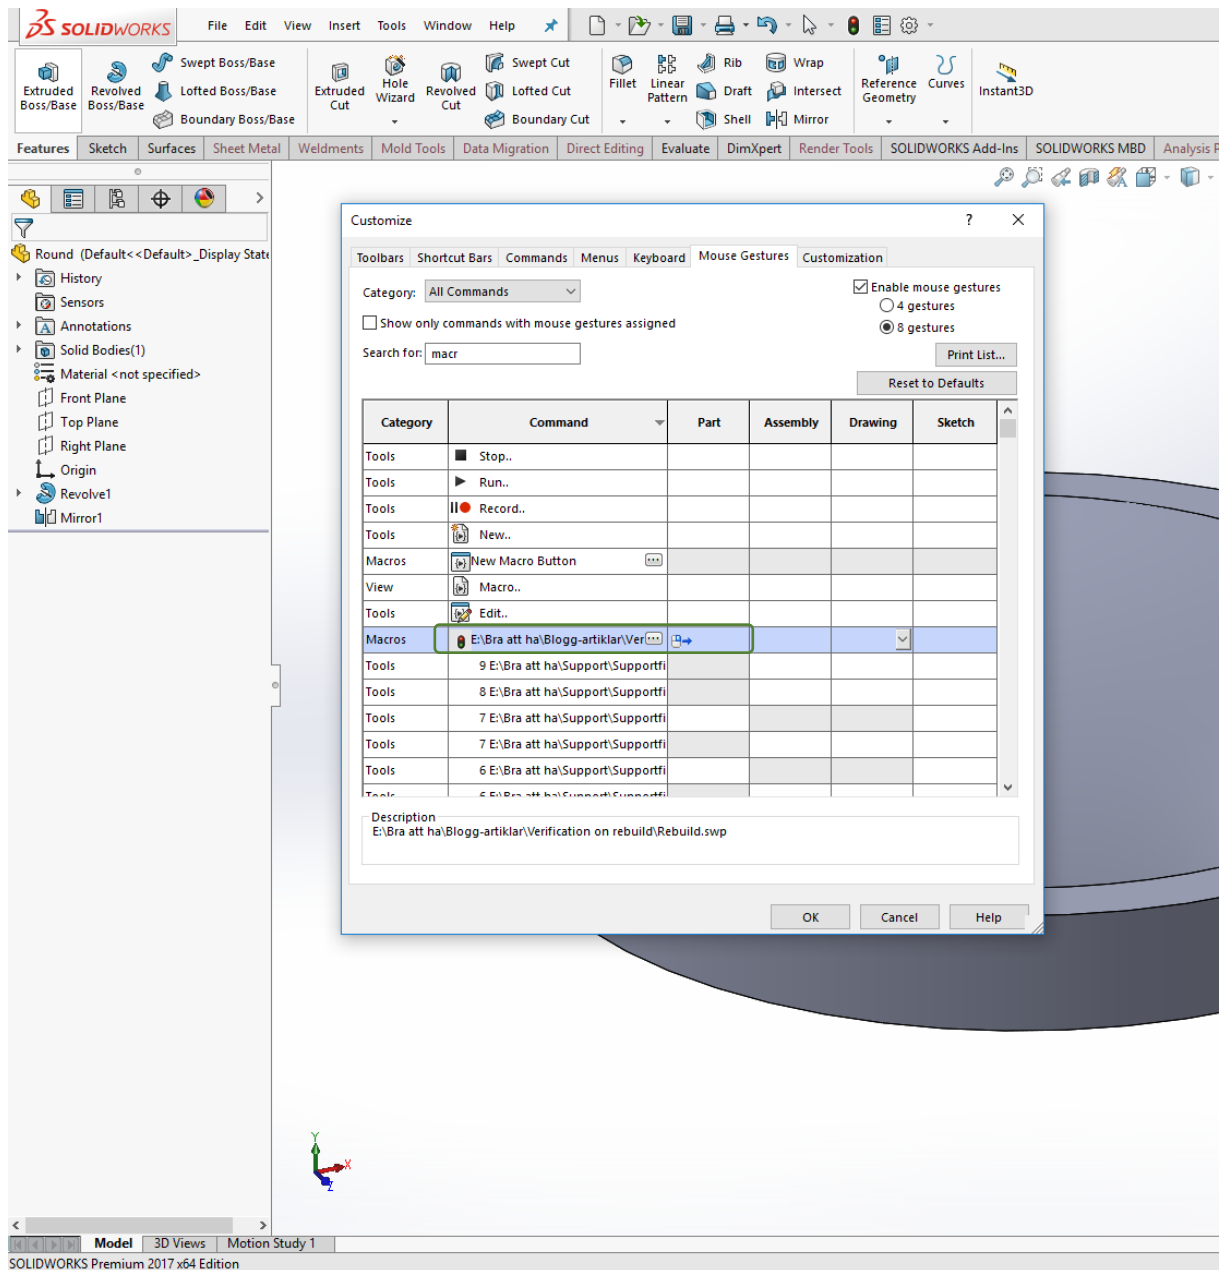 SOLIDWORKS File Edit View Insert Tools Window Help
Swept Boss/Base Swept Cut Rib Wrap
Extruded Boss/Base Revolved Boss/Base Lofted Boss/Base Extruded Cut Hole Wizard Revolved Cut Lofted Cut Fillet Linear Pattern Draft Intersect Reference Geometry Curves Instant3D
Boundary Boss/Base Boundary Cut Shell Mirror
Features Sketch Surfaces Sheet Metal Weldments Mold Tools Data Migration Direct Editing Evaluate DimXpert Render Tools SOLIDWORKS Add-Ins SOLIDWORKS MBD Analysis P
Round (Default<<Default>_Display State
History
Sensors
Annotations
Solid Bodies(1)
Material <not specified>
Front Plane
Top Plane
Right Plane
Origin
Revolve1
Mirror1
Customize ?
Toolbars Shortcut Bars Commands Menus Keyboard Mouse Gestures Customization
Category: All Commands
Enable mouse gestures
4 gestures
Show only commands with mouse gestures assigned
8 gestures
Search for: macr
Print List...
Reset to Defaults
Category Command Part Assembly Drawing Sketch
Tools Stop..
Tools Run..
Tools Record..
Tools New..
Macros New Macro Button ...
View Macro..
Tools Edit..
Macros E:\Bra att ha\Blogg-artiklar\Ver ...
Tools 9 E:\Bra att ha\Support\Supportfi
Tools 8 E:\Bra att ha\Support\Supportfi
Tools 7 E:\Bra att ha\Support\Supportfi
Tools 7 E:\Bra att ha\Support\Supportfi
Tools 6 E:\Bra att ha\Support\Supportfi
Tools 6 E:\Bra att ha\Support\Supportfi
Description
E:\Bra att ha\Blogg-artiklar\Verification on rebuild\Rebuild.swp
OK Cancel Help
Y
X
Z
Model 3D Views Motion Study 1
SOLIDWORKS Premium 2017 x64 Edition